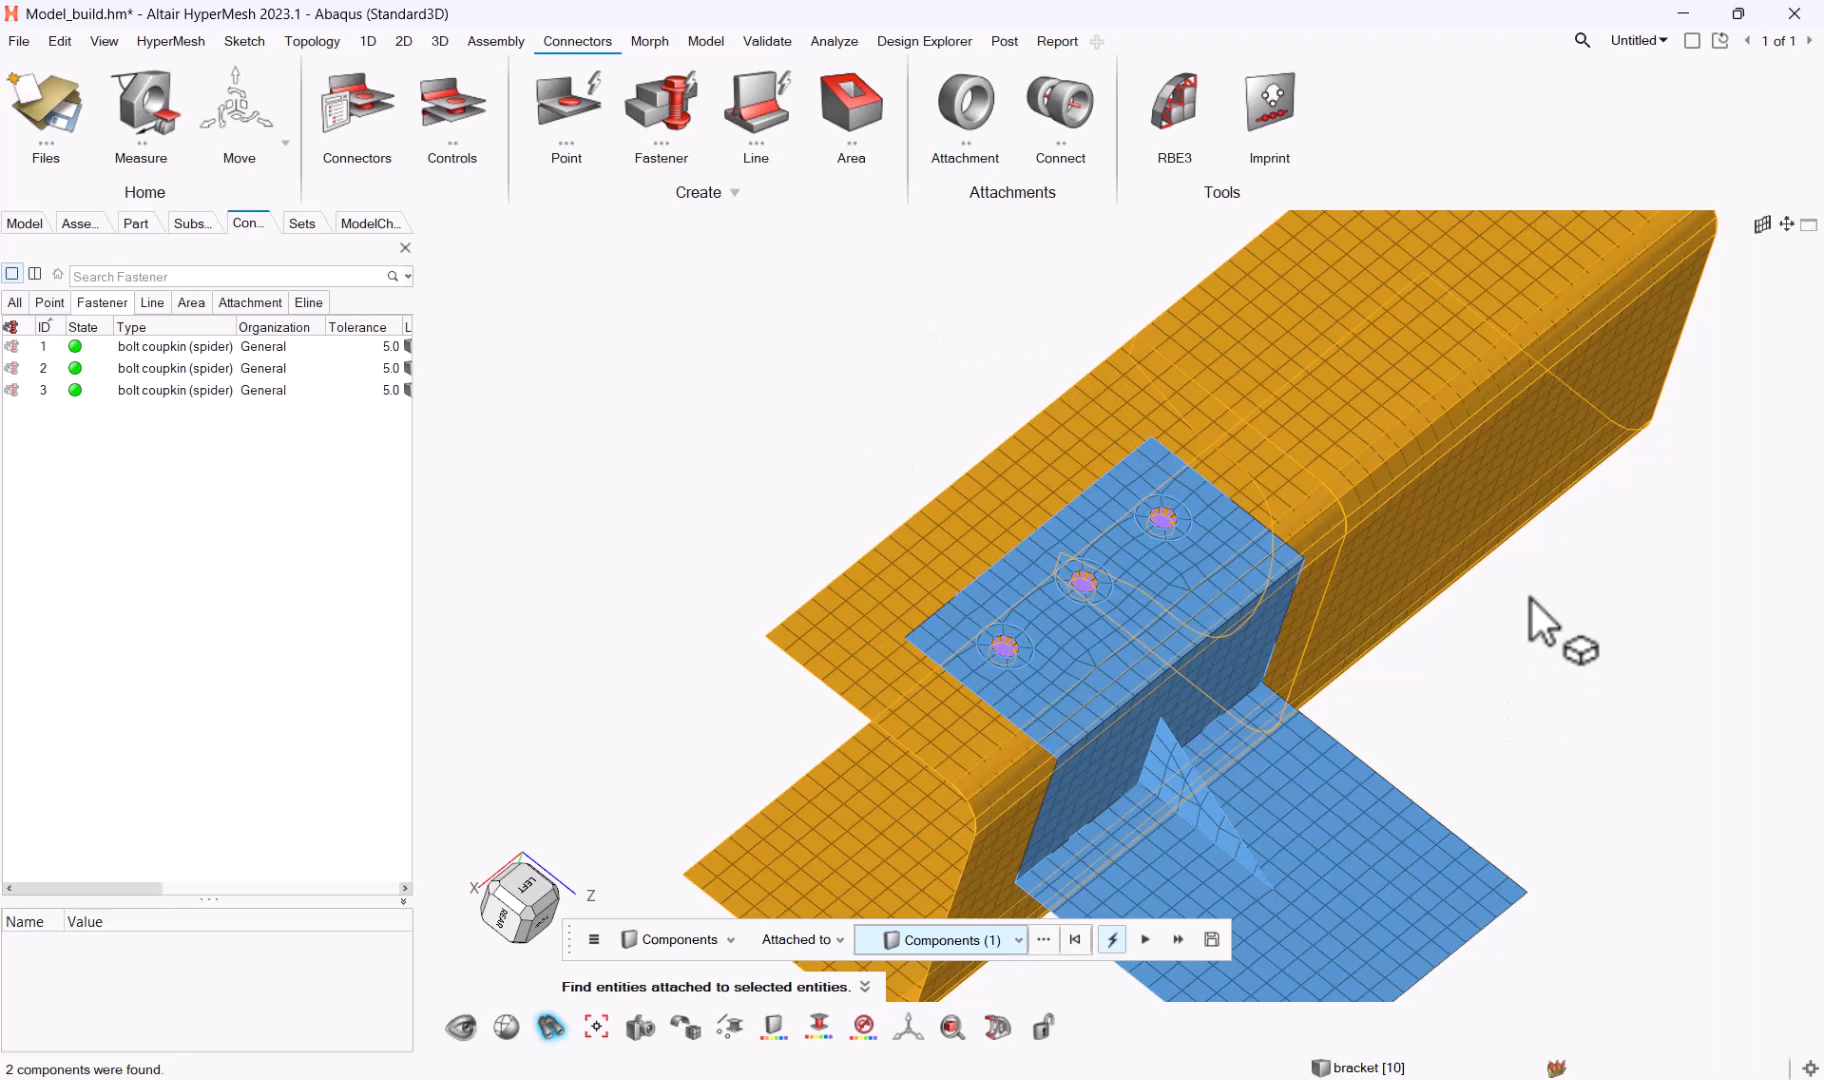 Model_build.hm* - Altair HyperMesh 2023.1 - Abaqus (Standard3D)
File Edit View HyperMesh Sketch Topology 1D 2D 3D Assembly Connectors Morph Model Validate Analyze Design Explorer Post Report Untitled 1 of 1
Files Measure Move Connectors Controls Point Fastener Line Area Attachment Connect RBE3 Imprint
Home Create Attachments Tools
Model Asse... Part Subs... Con... Sets ModelCh...
Search Fastener
All Point Fastener Line Area Attachment Eline
ID State Type Organization Tolerance L
1 bolt coupkin (spider) General 5.0
2 bolt coupkin (spider) General 5.0
3 bolt coupkin (spider) General 5.0
X Z
LEFT
REAR
Name Value
Components Attached to Components (1)
Find entities attached to selected entities.
2 components were found.
bracket [10]